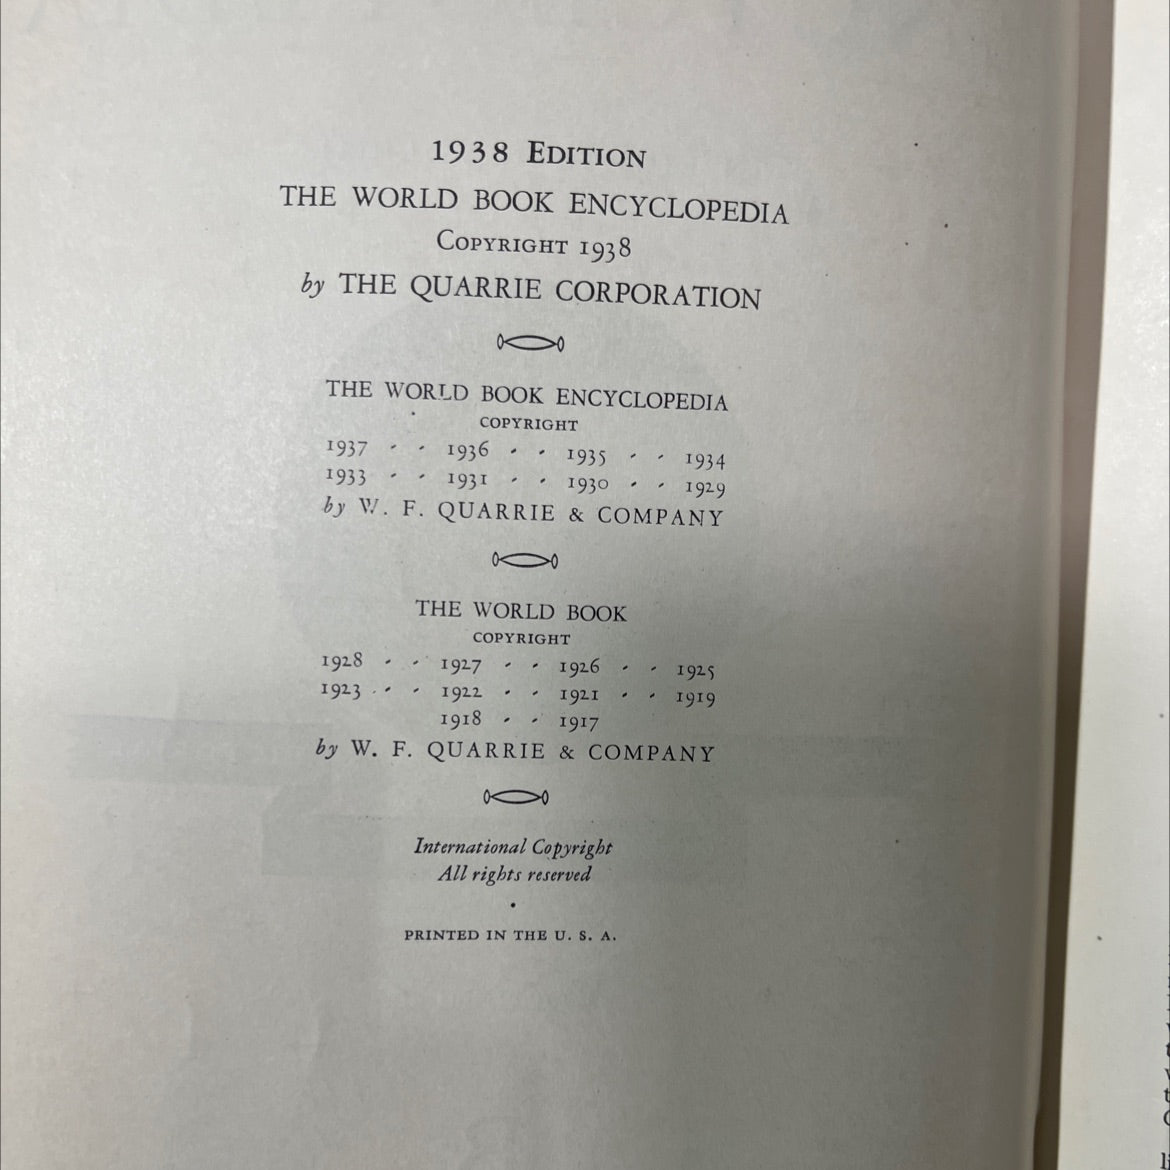 1938 EDITION
THE WORLD BOOK ENCYCLOPEDIA
COPYRIGHT 1938
by THE QUARRIE CORPORATION
THE WORLD BOOK ENCYCLOPEDIA
COPYRIGHT
1937 · · 1936 · · 1935 · · 1934
1933 · · 1931 · · 1930 · · 1929
by W. F. QUARRIE & COMPANY
THE WORLD BOOK
COPYRIGHT
1928 · · 1927 · · 1926 · · 1925
1923 · · 1922 · · 1921 · · 1919
1918 · · 1917
by W. F. QUARRIE & COMPANY
International Copyright
All rights reserved
PRINTED IN THE U. S. A.